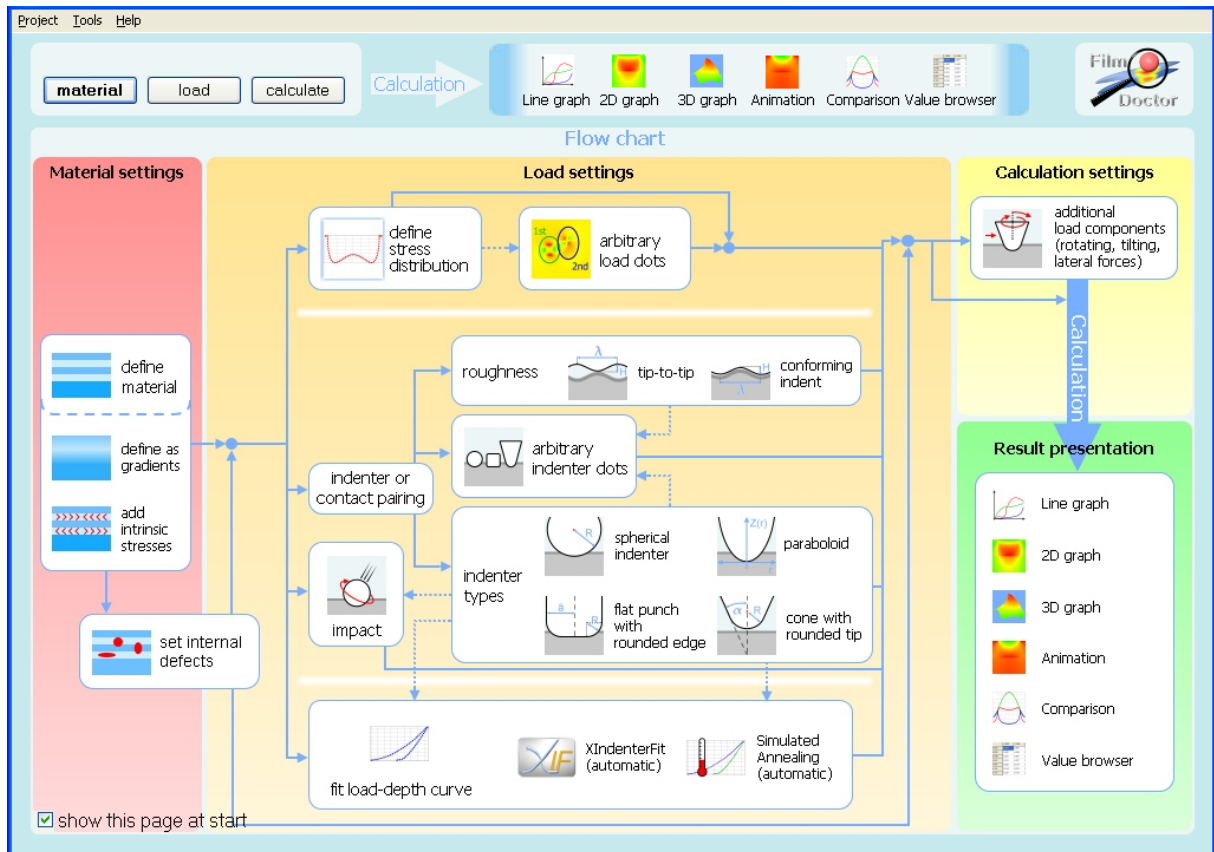 Project Tools Help
material
load
calculate
Calculation
Line graph
2D graph
3D graph
Animation
Comparison
Value browser
Film
Doctor
Flow chart
Material settings
define
material
define as
gradients
add
intrinsic
stresses
set internal
defects
Load settings
define
stress
distribution
1st
2nd
arbitrary
load dots
indenter or
contact pairing
impact
roughness
λ
H
tip-to-tip
H
λ
conforming
indent
arbitrary
indenter dots
indenter
types
R
spherical
indenter
Z(r)
r
paraboloid
a
R
flat punch
with
rounded edge
α
R
cone with
rounded tip
fit load-depth curve
XIF
XIndenterFit
(automatic)
Simulated
Annealing
(automatic)
Calculation settings
additional
load components
(rotating, tilting,
lateral forces)
Calculation
Result presentation
Line graph
2D graph
3D graph
Animation
Comparison
Value browser
show this page at start